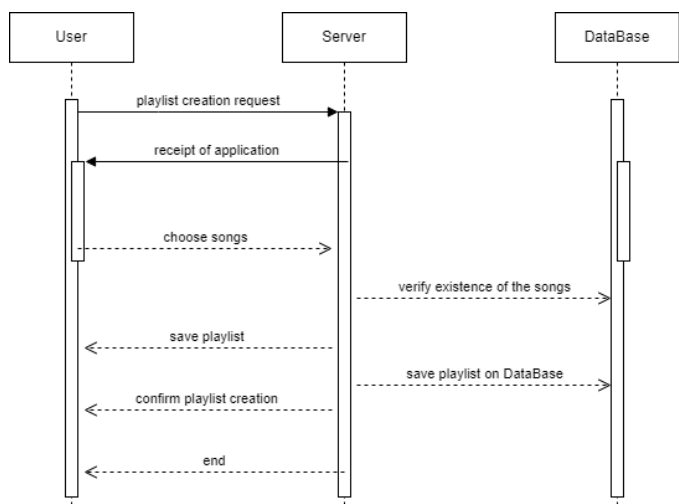 User
Server
DataBase
playlist creation request
receipt of application
choose songs
verify existence of the songs
save playlist
save playlist on DataBase
confirm playlist creation
end